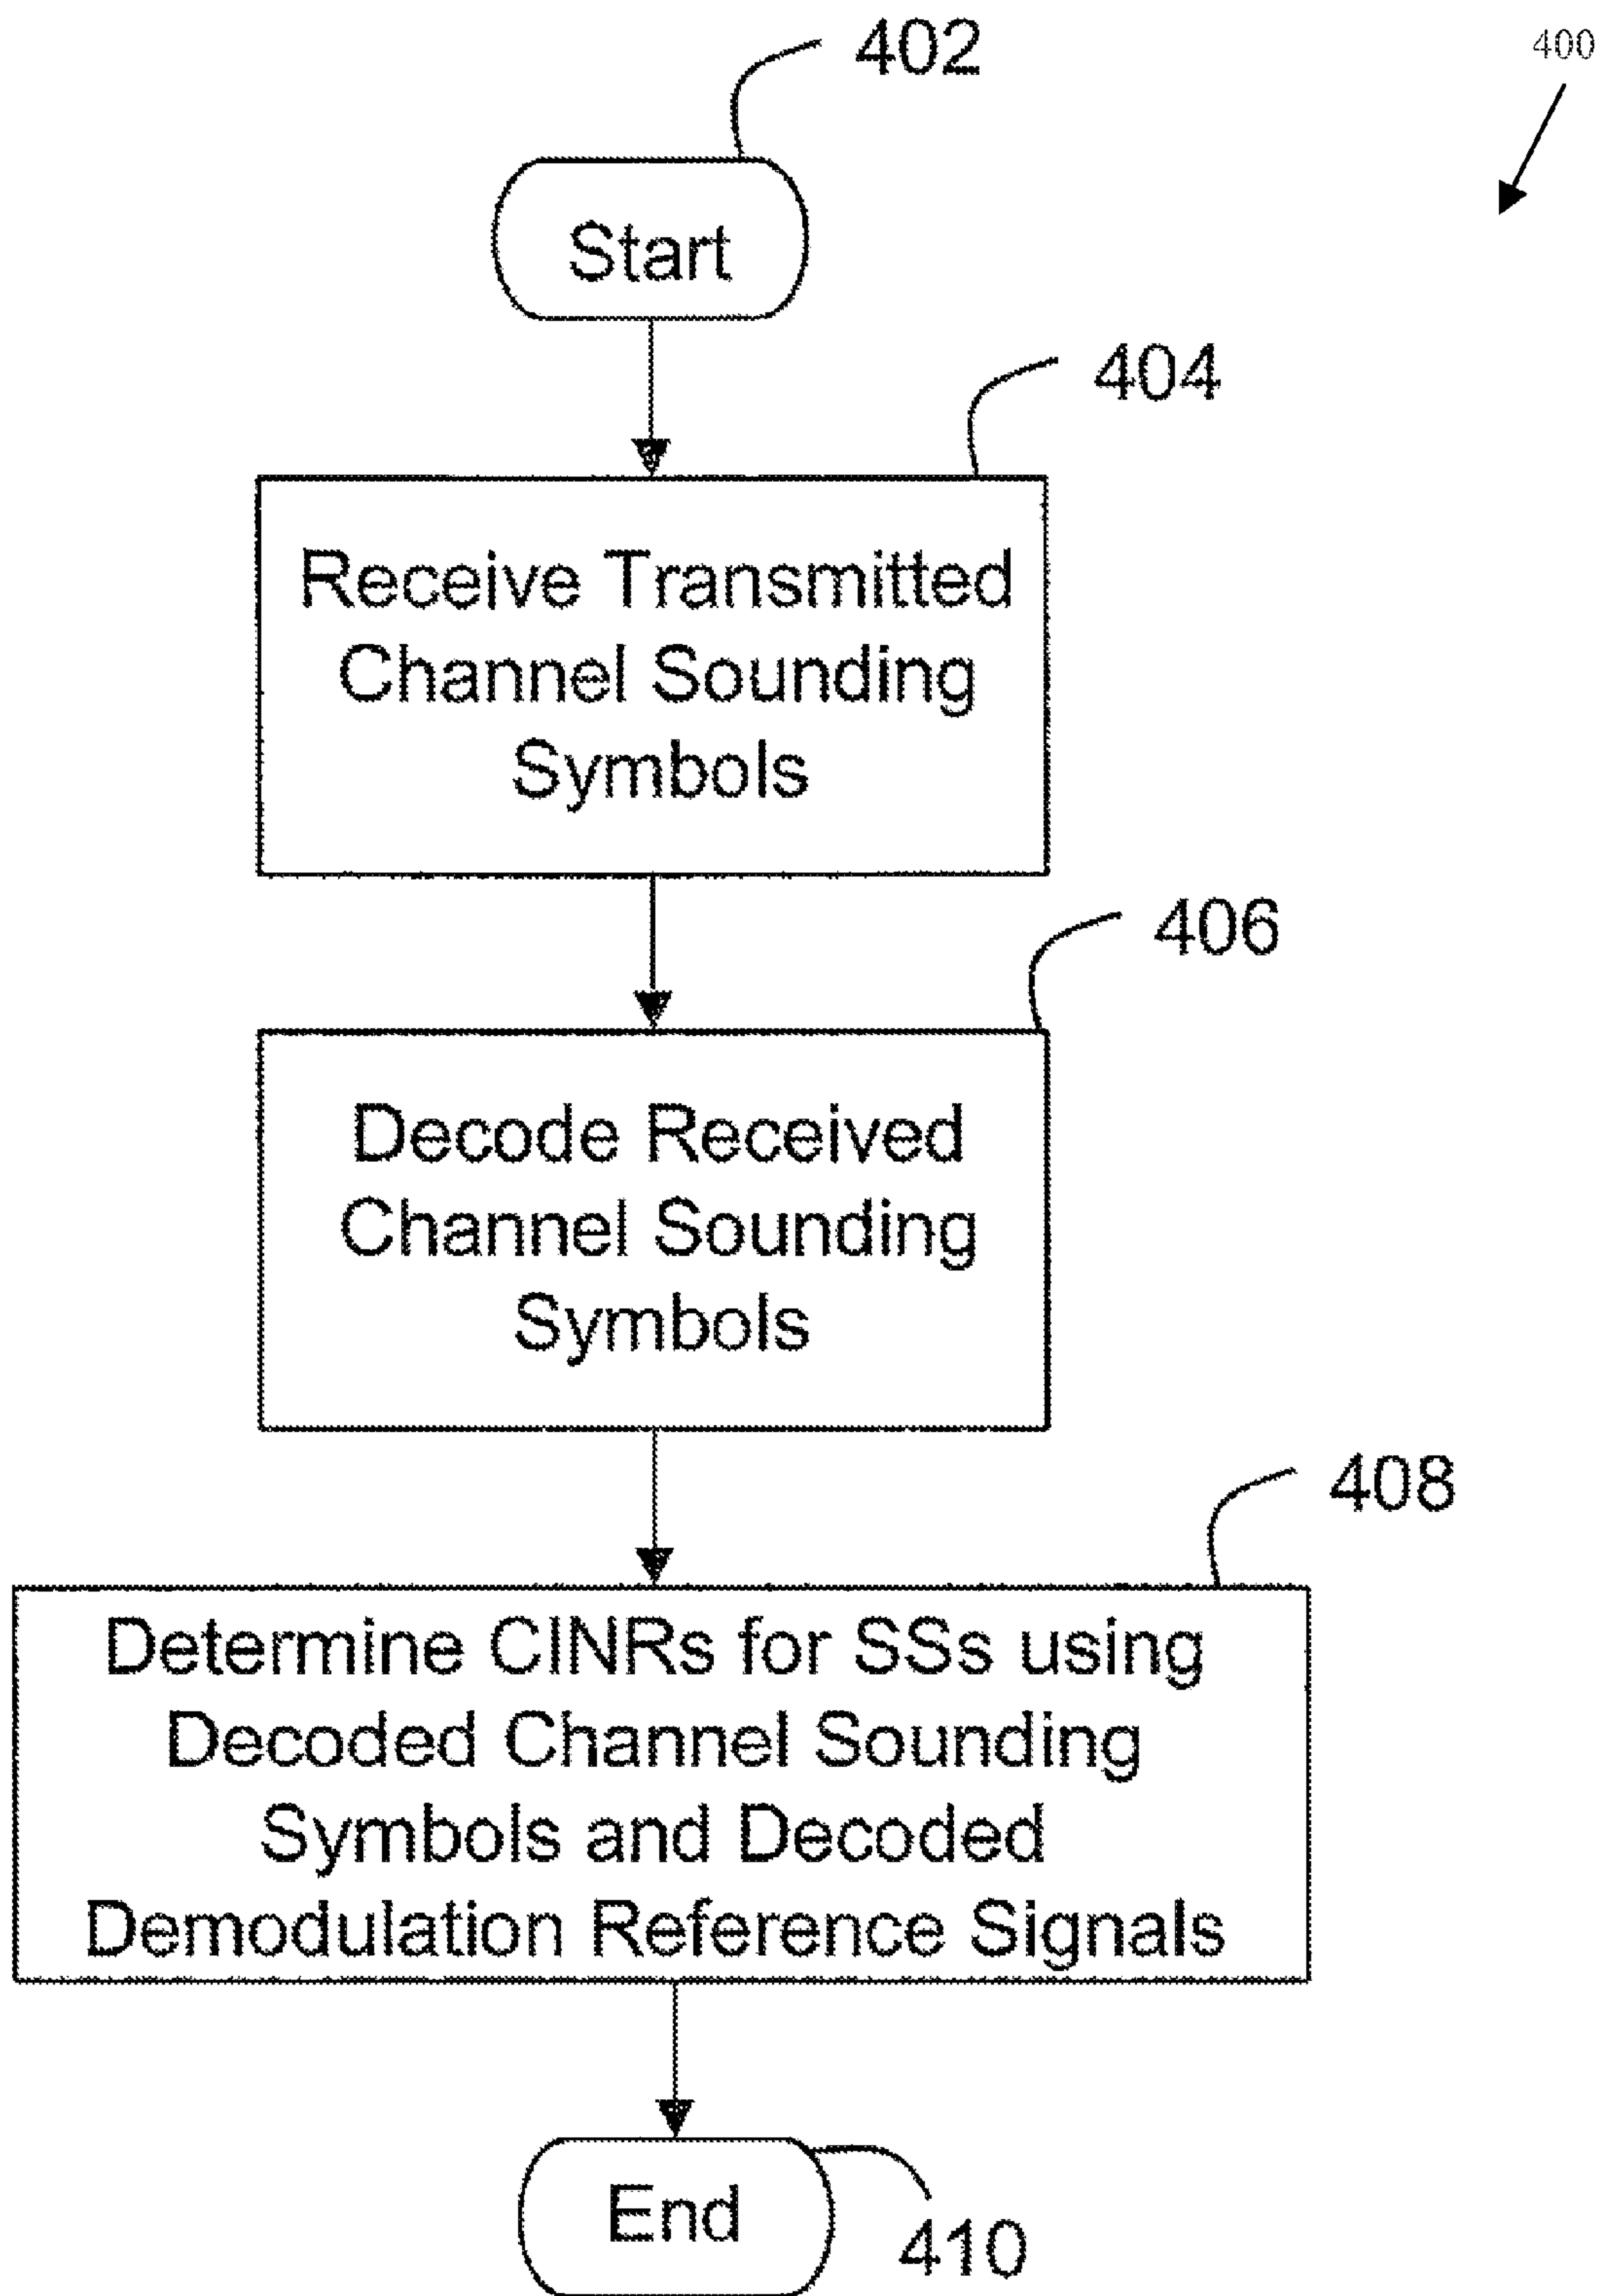 402
400
Start
404
Receive Transmitted
Channel Sounding
Symbols
406
Decode Received
Channel Sounding
Symbols
408
Determine CINRs for SSs using
Decoded Channel Sounding
Symbols and Decoded
Demodulation Reference Signals
End
410